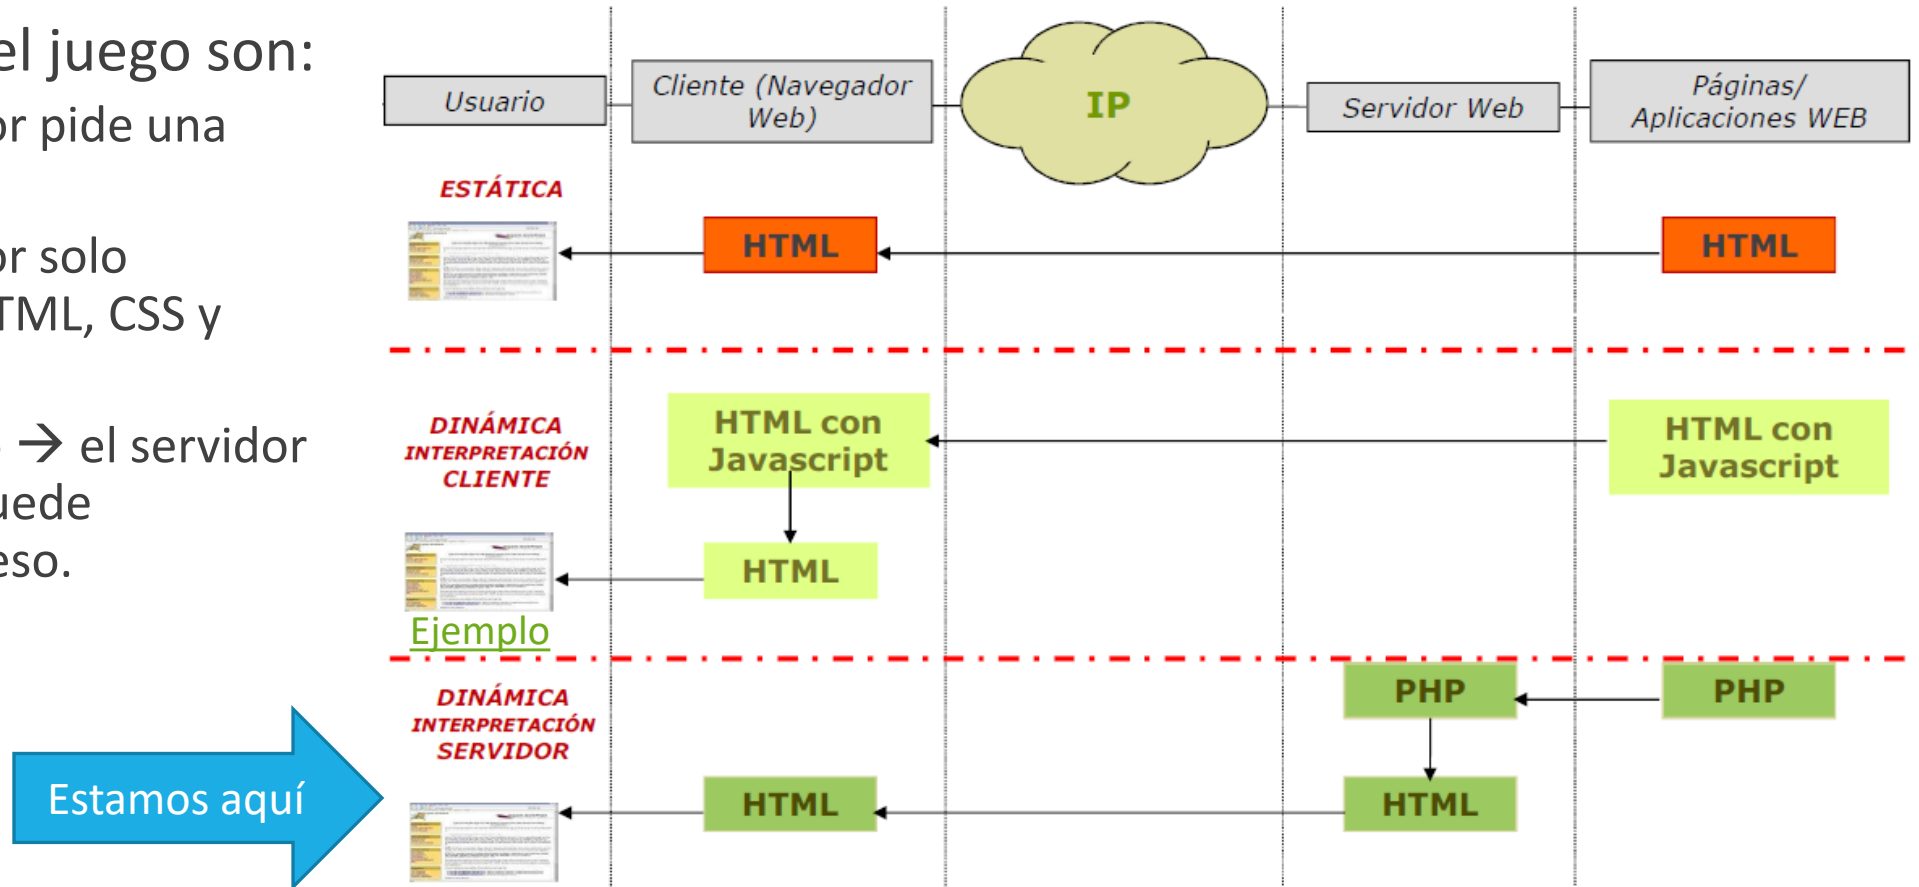 el juego son:
or pide una
or solo
TML, CSS y
→ el servidor
uede
eso.
Estamos aquí
Usuario
Cliente (Navegador
Web)
IP
Servidor Web
Páginas/
Aplicaciones WEB
ESTÁTICA
HTML
HTML
DINÁMICA
INTERPRETACIÓN
CLIENTE
HTML con
Javascript
HTML con
Javascript
HTML
Ejemplo
DINÁMICA
INTERPRETACIÓN
SERVIDOR
PHP
PHP
HTML
HTML